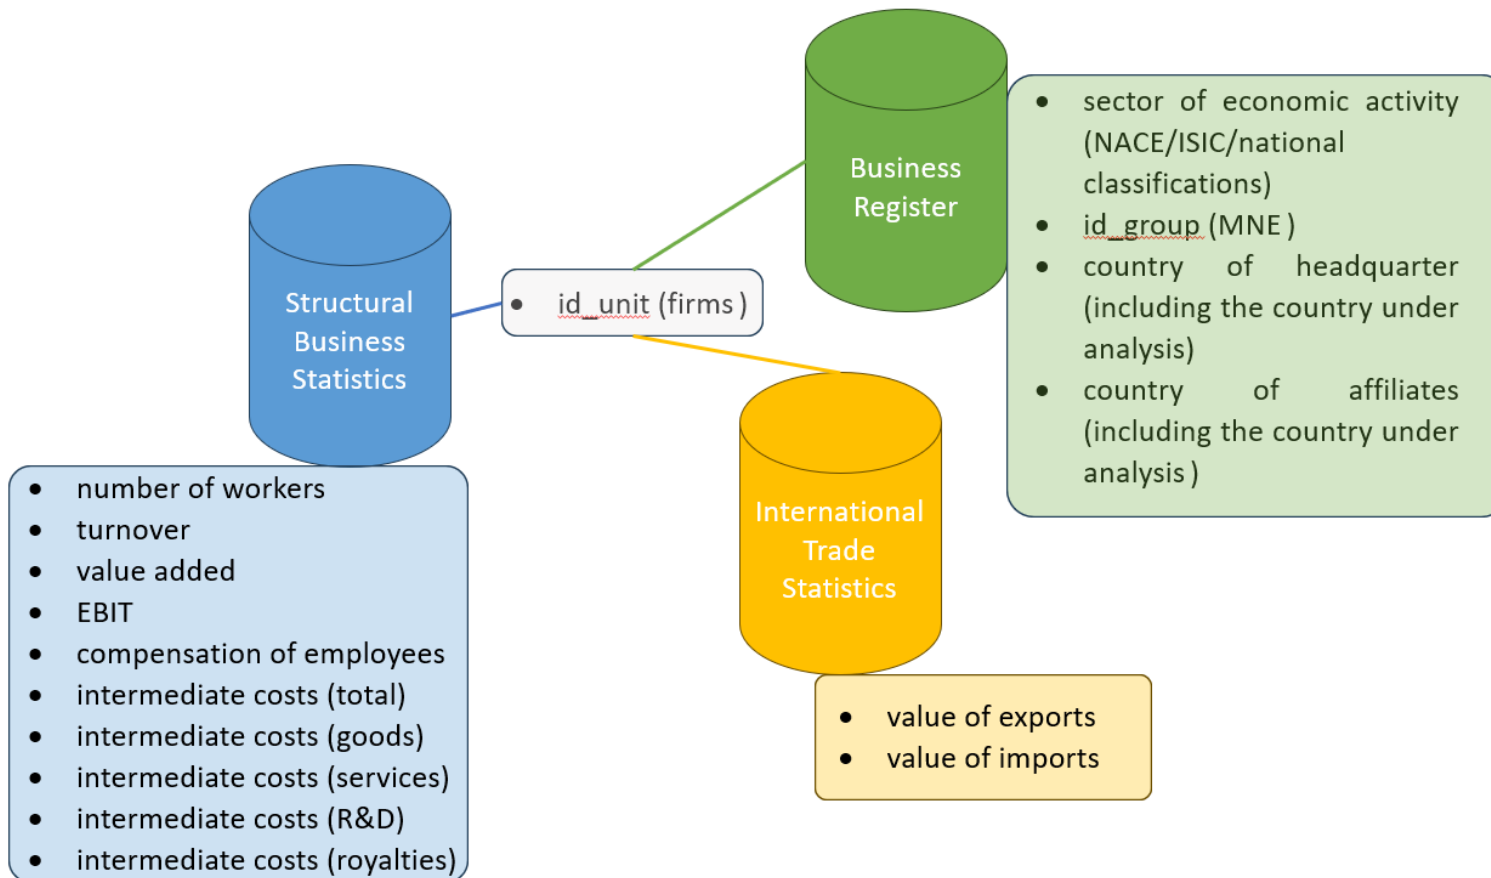 Business
Register
• sector of economic activity
(NACE/ISIC/national
classifications)
• id_group (MNE )
• country of headquarter
(including the country under
analysis)
• country of affiliates
(including the country under
analysis )
Structural
Business
Statistics
• id_unit (firms )
• number of workers
• turnover
• value added
• EBIT
• compensation of employees
• intermediate costs (total)
• intermediate costs (goods)
• intermediate costs (services)
• intermediate costs (R&D)
• intermediate costs (royalties)
International
Trade
Statistics
• value of exports
• value of imports